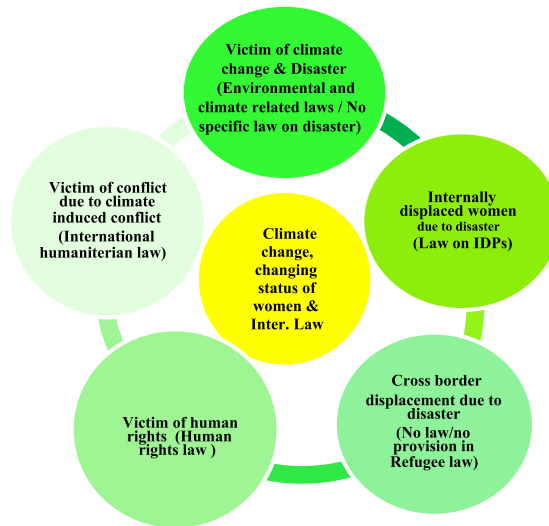 Victim of climate
change & Disaster
(Environmental and
climate related laws / No
specific law on disaster)
Internally
displaced women
due to disaster
(Law on IDPs)
Cross border
displacement due to
disaster
(No law/no
provision in
Refugee law)
Victim of human
rights (Human
rights law )
Victim of conflict
due to climate
induced conflict
(International
humaniterian law)
Climate
change,
changing
status of
women &
Inter. Law